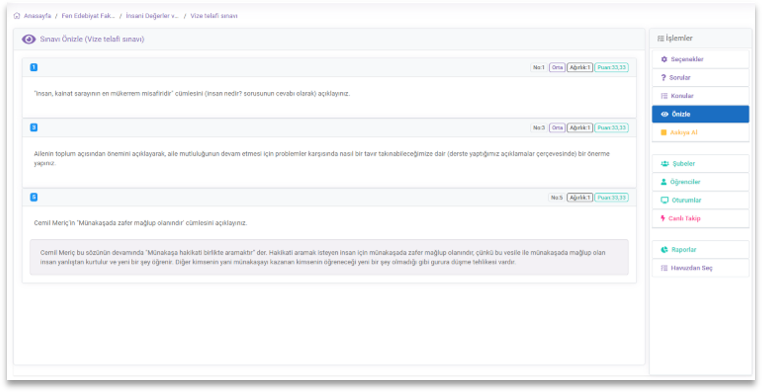 Anasayfa / Fen Edebiyat Fak... / İnsani Değerler v... / Vize telafi sınavı
Sınavı Önizle (Vize telafi sınavı)
1 No:1 Orta Ağırlık:1 Puan:33,33
"İnsan, kainat sarayının en mükerrem misafiridir" cümlesini (insan nedir? sorusunun cevabı olarak) açıklayınız.
3 No:3 Orta Ağırlık:1 Puan:33,33
Ailenin toplum açısından önemini açıklayarak, aile mutluluğunun devam etmesi için problemler karşısında nasıl bir tavır takınabileceğimize dair (derste yaptığımız açıklamalar çerçevesinde) bir önerme
yapınız.
5 No:5 Ağırlık:1 Puan:33,33
Cemil Meriç'in "Münakaşada zafer mağlup olanındır" cümlesini açıklayınız.
Cemil Meriç bu sözünün devamında "Münakaşa hakikati birlikte aramaktır" der. Hakikati aramak isteyen insan için münakaşada zafer mağlup olanındır, çünkü bu vesile ile münakaşada mağlup olan
insan yanlıştan kurtulur ve yeni bir şey öğrenir. Diğer kimsenin yani münakaşayı kazanan kimsenin öğreneceği yeni bir şey olmadığı gibi gurura düşme tehlikesi vardır.
İşlemler
Seçenekler
Sorular
Konular
Önizle
Askıya Al
Şubeler
Öğrenciler
Oturumlar
Canlı Takip
Raporlar
Havuzdan Seç